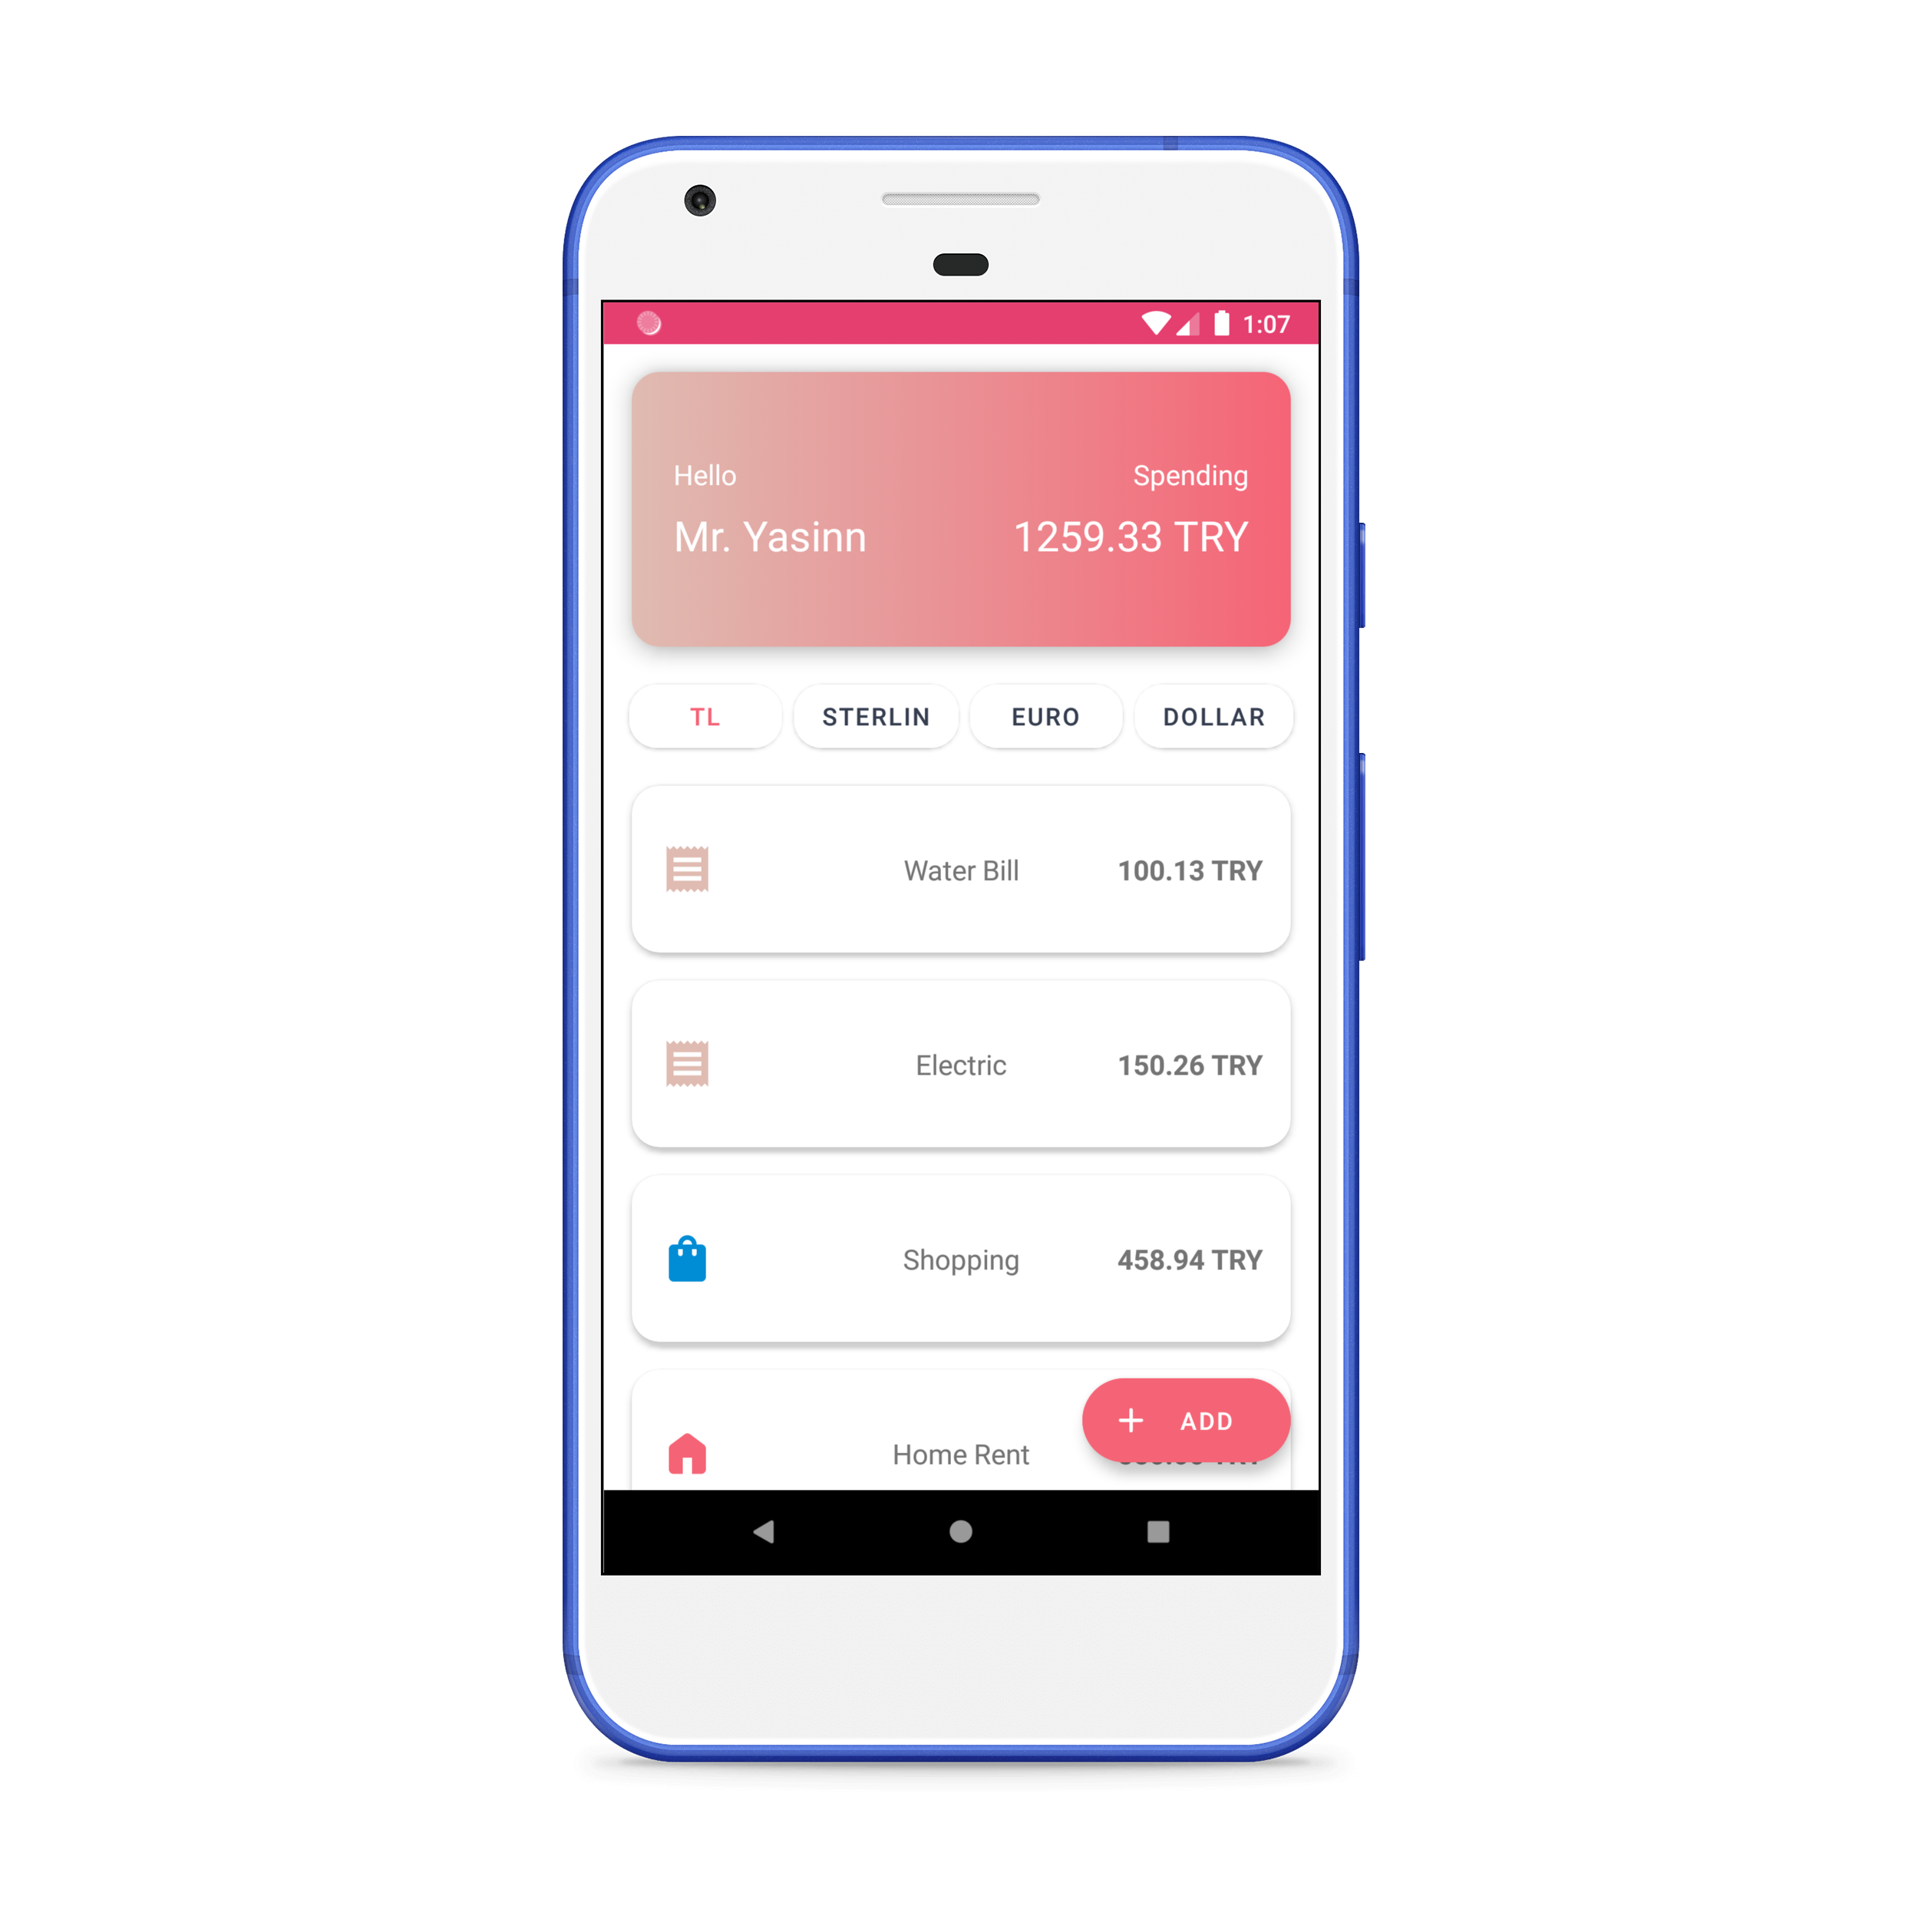 1:07
Hello Spending
Mr. Yasinn 1259.33 TRY
TL STERLIN EURO DOLLAR
Water Bill 100.13 TRY
Electric 150.26 TRY
Shopping 458.94 TRY
+ ADD
Home Rent